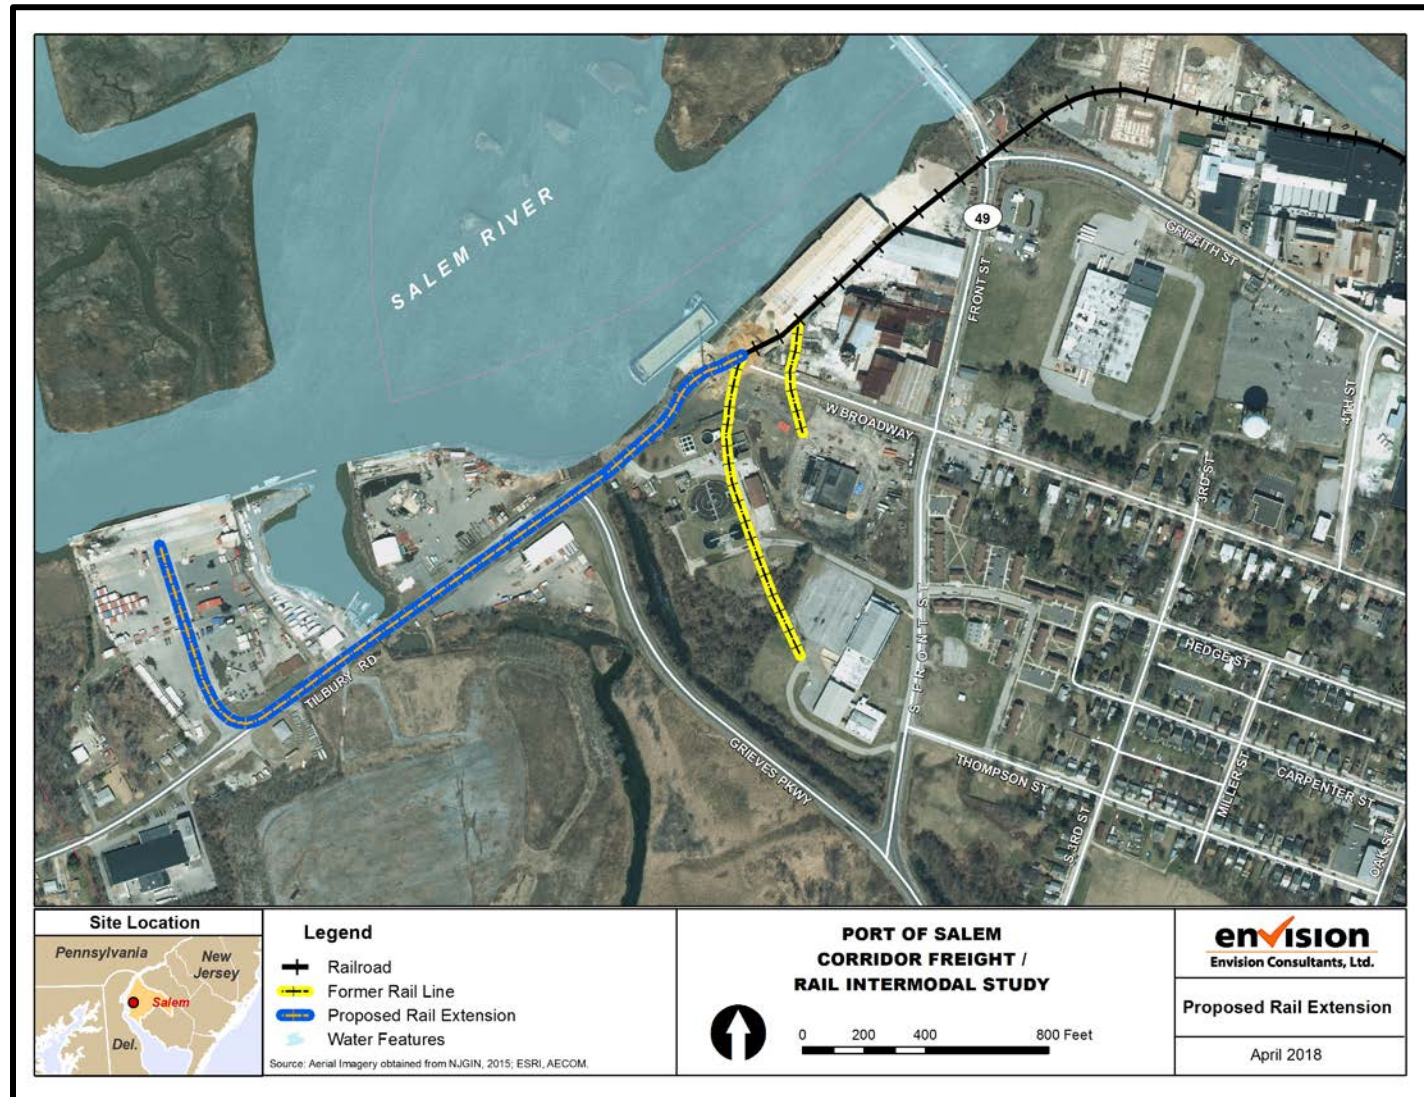 SALEM RIVER
49
FRONT ST
GRIFFITH ST
4TH ST
W BROADWAY
3RD ST
HEDGE ST
S FRONT ST
TILBURY RD
GRIEVES PKWY
THOMPSON ST
CARPENTER ST
MILLER ST
S 3RD ST
OAK ST
Site Location
Pennsylvania
New
Jersey
Salem
Del.
Legend
Railroad
Former Rail Line
Proposed Rail Extension
Water Features
Source: Aerial Imagery obtained from NJGIN, 2015; ESRI, AECOM.
PORT OF SALEM
CORRIDOR FREIGHT /
RAIL INTERMODAL STUDY
0 200 400 800 Feet
envision
Envision Consultants, Ltd.
Proposed Rail Extension
April 2018